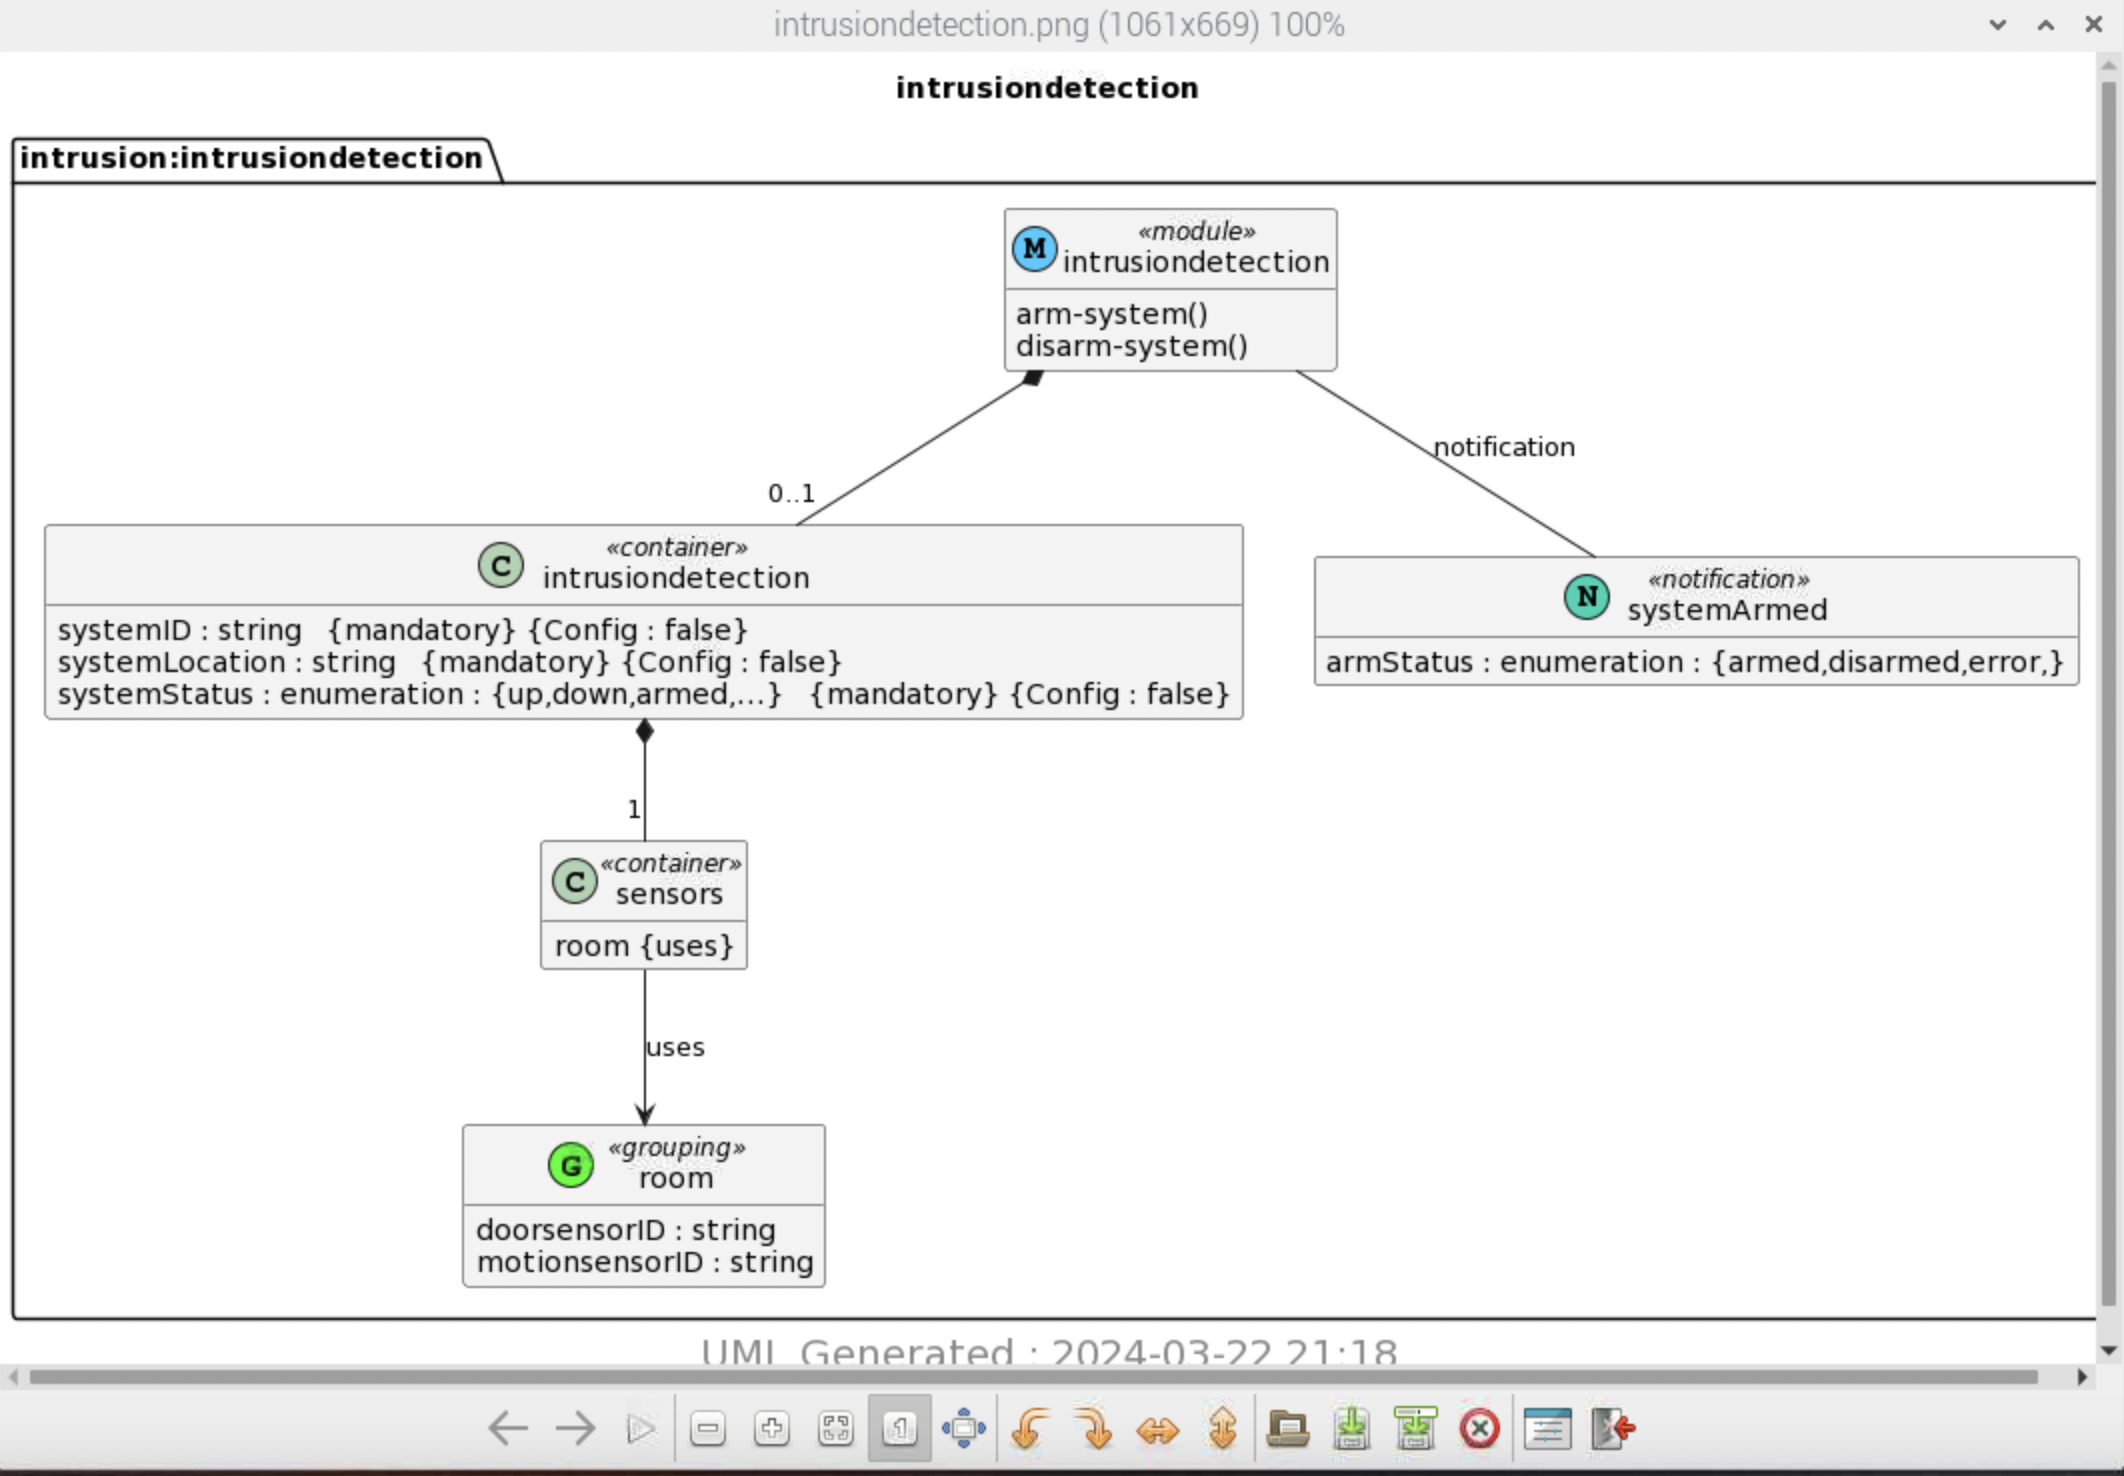 intrusiondetection.png (1061x669) 100%
intrusiondetection
intrusion:intrusiondetection
M
«module»
intrusiondetection
arm-system()
disarm-system()
notification
0..1
C
«container»
intrusiondetection
systemID : string   {mandatory} {Config : false}
systemLocation : string   {mandatory} {Config : false}
systemStatus : enumeration : {up,down,armed,...}   {mandatory} {Config : false}
N
«notification»
systemArmed
armStatus : enumeration : {armed,disarmed,error,}
1
C
«container»
sensors
room {uses}
uses
G
«grouping»
room
doorsensorID : string
motionsensorID : string
UML Generated : 2024-03-22 21:18
1